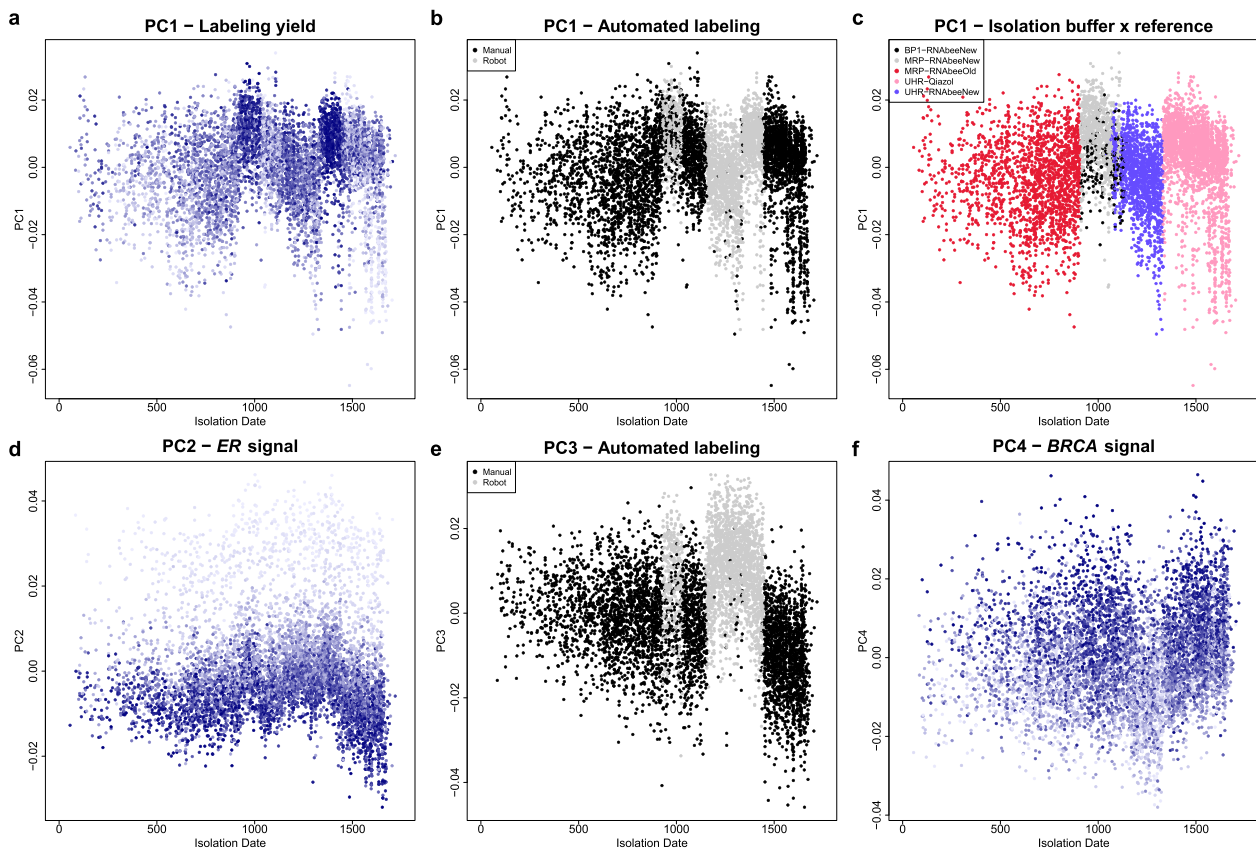 a
PC1 − Labeling yield
0.02
0.00
−0.02
−0.04
−0.06
PC1
0
500
1000
1500
Isolation Date
b
PC1 − Automated labeling
Manual
Robot
0.02
0.00
−0.02
−0.04
−0.06
PC1
0
500
1000
1500
Isolation Date
c
PC1 − Isolation buffer x reference
BP1−RNAbeeNew
MRP−RNAbeeNew
MRP−RNAbeeOld
UHR−Qiazol
UHR−RNAbeeNew
0.02
0.00
−0.02
−0.04
−0.06
PC1
0
500
1000
1500
Isolation Date
d
PC2 − ER signal
0.04
0.02
0.00
−0.02
PC2
0
500
1000
1500
Isolation Date
e
PC3 − Automated labeling
Manual
Robot
0.02
0.00
−0.02
−0.04
PC3
0
500
1000
1500
Isolation Date
f
PC4 − BRCA signal
0.04
0.02
0.00
−0.02
−0.04
PC4
0
500
1000
1500
Isolation Date